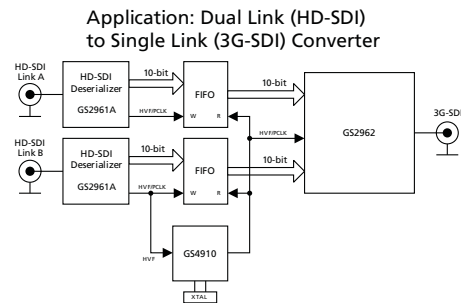 Application: Dual Link (HD-SDI)
to Single Link (3G-SDI) Converter
HD-SDI
Link A
HD-SDI
Deserializer
GS2961A
10-bit
HVF/PCLK
FIFO
W R
10-bit
HVF/PCLK
GS2962
3G-SDI
HD-SDI
Link B
HD-SDI
Deserializer
GS2961A
10-bit
HVF/PCLK
FIFO
W R
10-bit
HVF
GS4910
XTAL